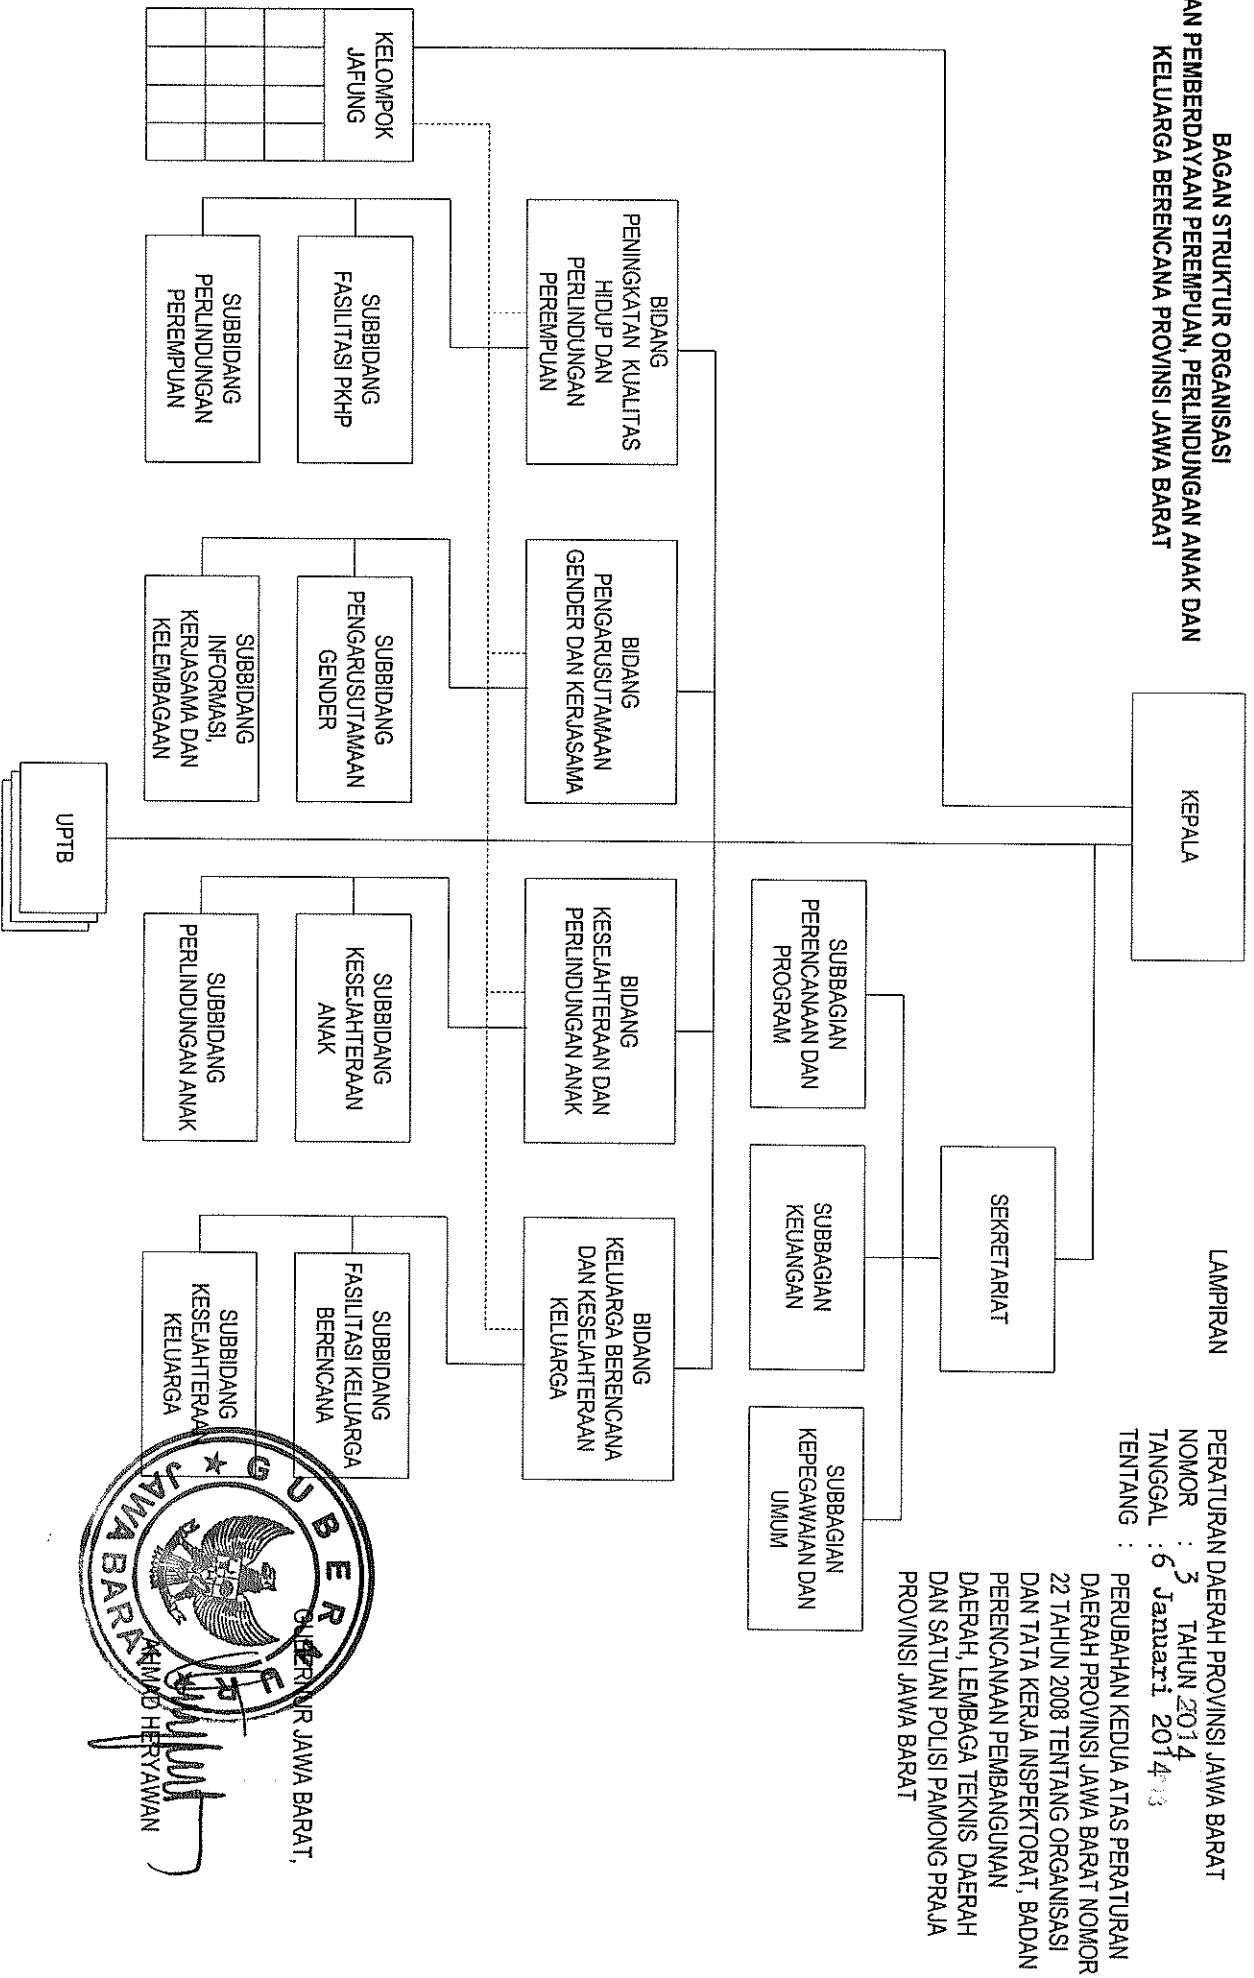 BAGAN STRUKTUR ORGANISASI
PEMBERDAYAAN PEREMPUAN, PERLINDUNGAN ANAK DAN
KELUARGA BERENCANA PROVINSI JAWA BARAT
LAMPIRAN
PERATURAN DAERAH PROVINSI JAWA BARAT
NOMOR : 3 TAHUN 2014
TANGGAL : 6 Januari 2014
TENTANG :
PERUBAHAN KEDUA ATAS PERATURAN
DAERAH PROVINSI JAWA BARAT NOMOR
22 TAHUN 2008 TENTANG ORGANISASI
DAN TATA KERJA INSPEKTORAT, BADAN
PERENCANAAN PEMBANGUNAN
DAERAH, LEMBAGA TEKNIS DAERAH
DAN SATUAN POLISI PAMONG PRAJA
PROVINSI JAWA BARAT
KEPALA
SEKRETARIAT
SUBBAGIAN
PERENCANAAN DAN
PROGRAM
SUBBAGIAN
KEUANGAN
SUBBAGIAN
KEPEGAWAIAN DAN
UMUM
KELOMPOK
JAFUNG
BIDANG
PENINGKATAN KUALITAS
HIDUP DAN
PERLINDUNGAN
PEREMPUAN
BIDANG
PENGARUSUTAMAAN
GENDER DAN KERJASAMA
BIDANG
KESEJAHTERAAN DAN
PERLINDUNGAN ANAK
BIDANG
KELUARGA BERENCANA
DAN KESEJAHTERAAN
KELUARGA
SUBBIDANG
FASILITASI PKHP
SUBBIDANG
PENGARUSUTAMAAN
GENDER
SUBBIDANG
KESEJAHTERAAN
ANAK
SUBBIDANG
FASILITASI KELUARGA
BERENCANA
SUBBIDANG
PERLINDUNGAN
PEREMPUAN
SUBBIDANG
INFORMASI,
KERJASAMA DAN
KELEMBAGAAN
SUBBIDANG
PERLINDUNGAN ANAK
SUBBIDANG
KESEJAHTERAA
KELUARGA
UPTB
GUBERNUR JAWA BARAT,
GUBERNUR
JAWA BARAT
AHMAD HERYAWAN